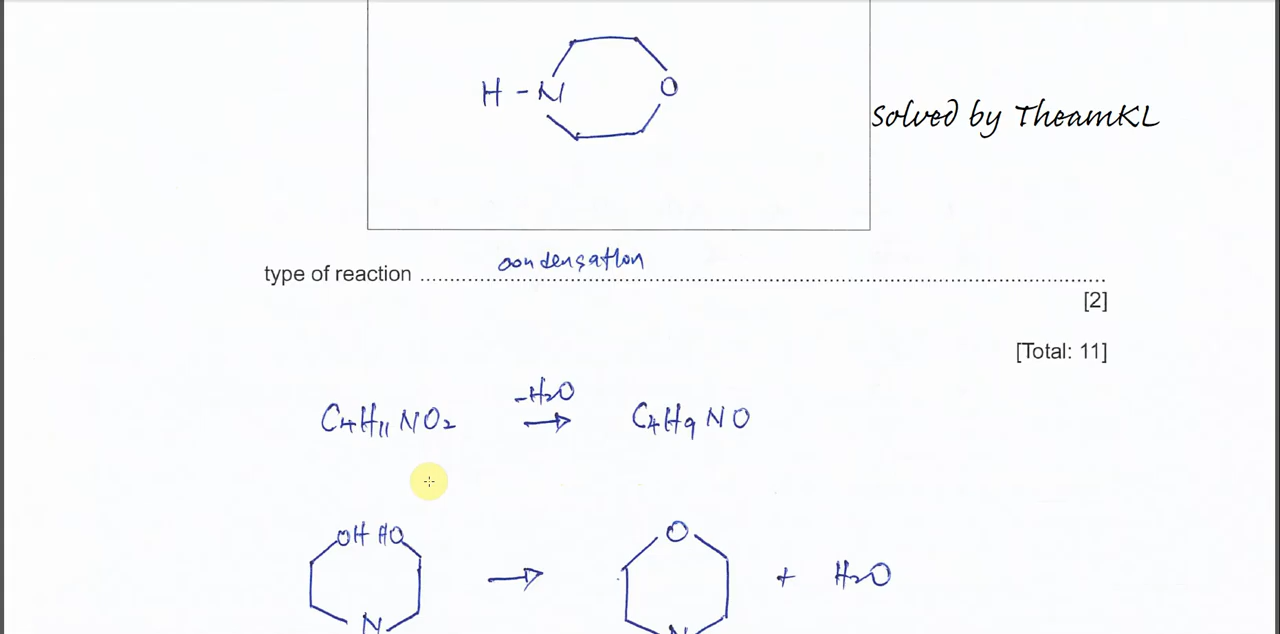 H - N O
Solved by TheamKL
type of reaction condensation
[2]
[Total: 11]
-H2O
C4H11NO2 → C4H9NO
OH HO O
→ + H2O
N N